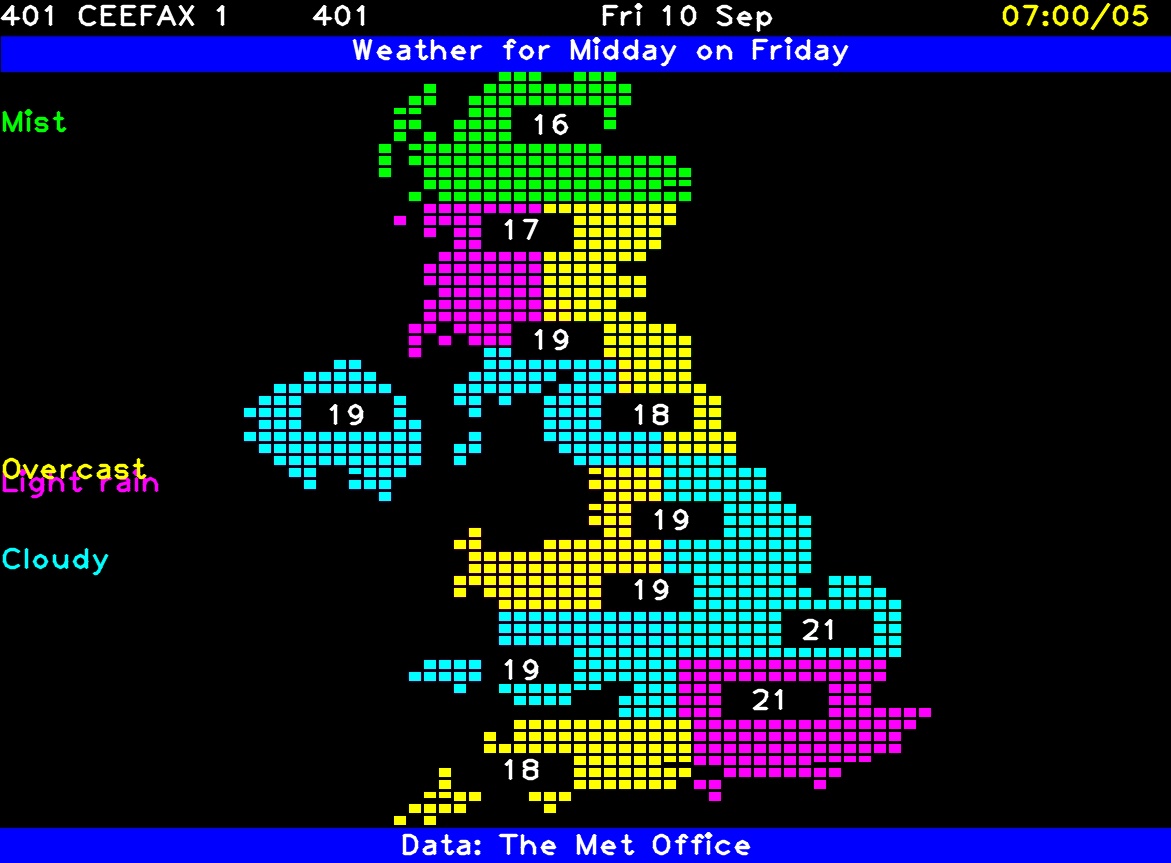 401 CEEFAX 1 401 Fri 10 Sep 07:00/05
Weather for Midday on Friday
Mist
16
17
19
19
18
Overcast
Light rain
19
Cloudy
19
21
19
21
18
Data: The Met Office